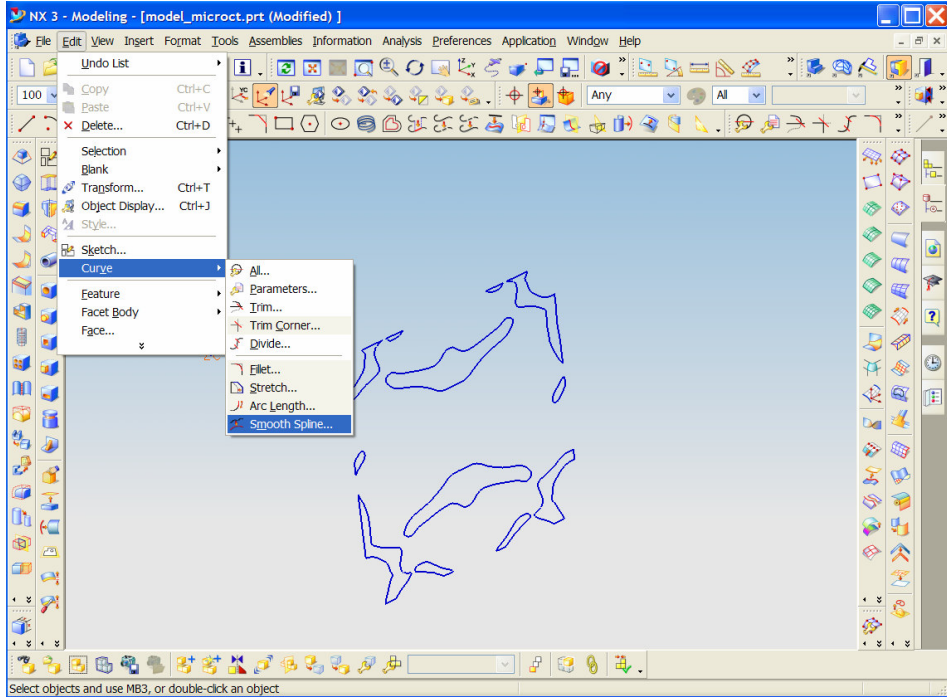 NX 3 - Modeling - [model_microct.prt (Modified) ]
File Edit View Insert Format Tools Assemblies Information Analysis Preferences Application Window Help
Undo List
Copy Ctrl+C
Paste Ctrl+V
Delete... Ctrl+D
Selection
Blank
Transform... Ctrl+T
Object Display... Ctrl+J
Style...
Sketch...
Curve
Feature
Facet Body
Face...
100
Any
All
All...
Parameters...
Trim...
Trim Corner...
Divide...
Fillet...
Stretch...
Arc Length...
Smooth Spline...
Select objects and use MB3, or double-click an object